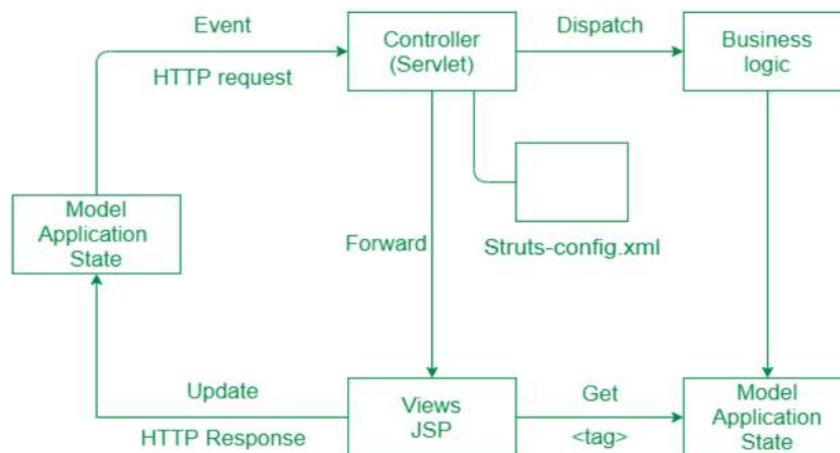 Event
HTTP request
Controller
(Servlet)
Dispatch
Business
logic
Model
Application
State
Forward
Struts-config.xml
Update
HTTP Response
Views
JSP
Get
<tag>
Model
Application
State